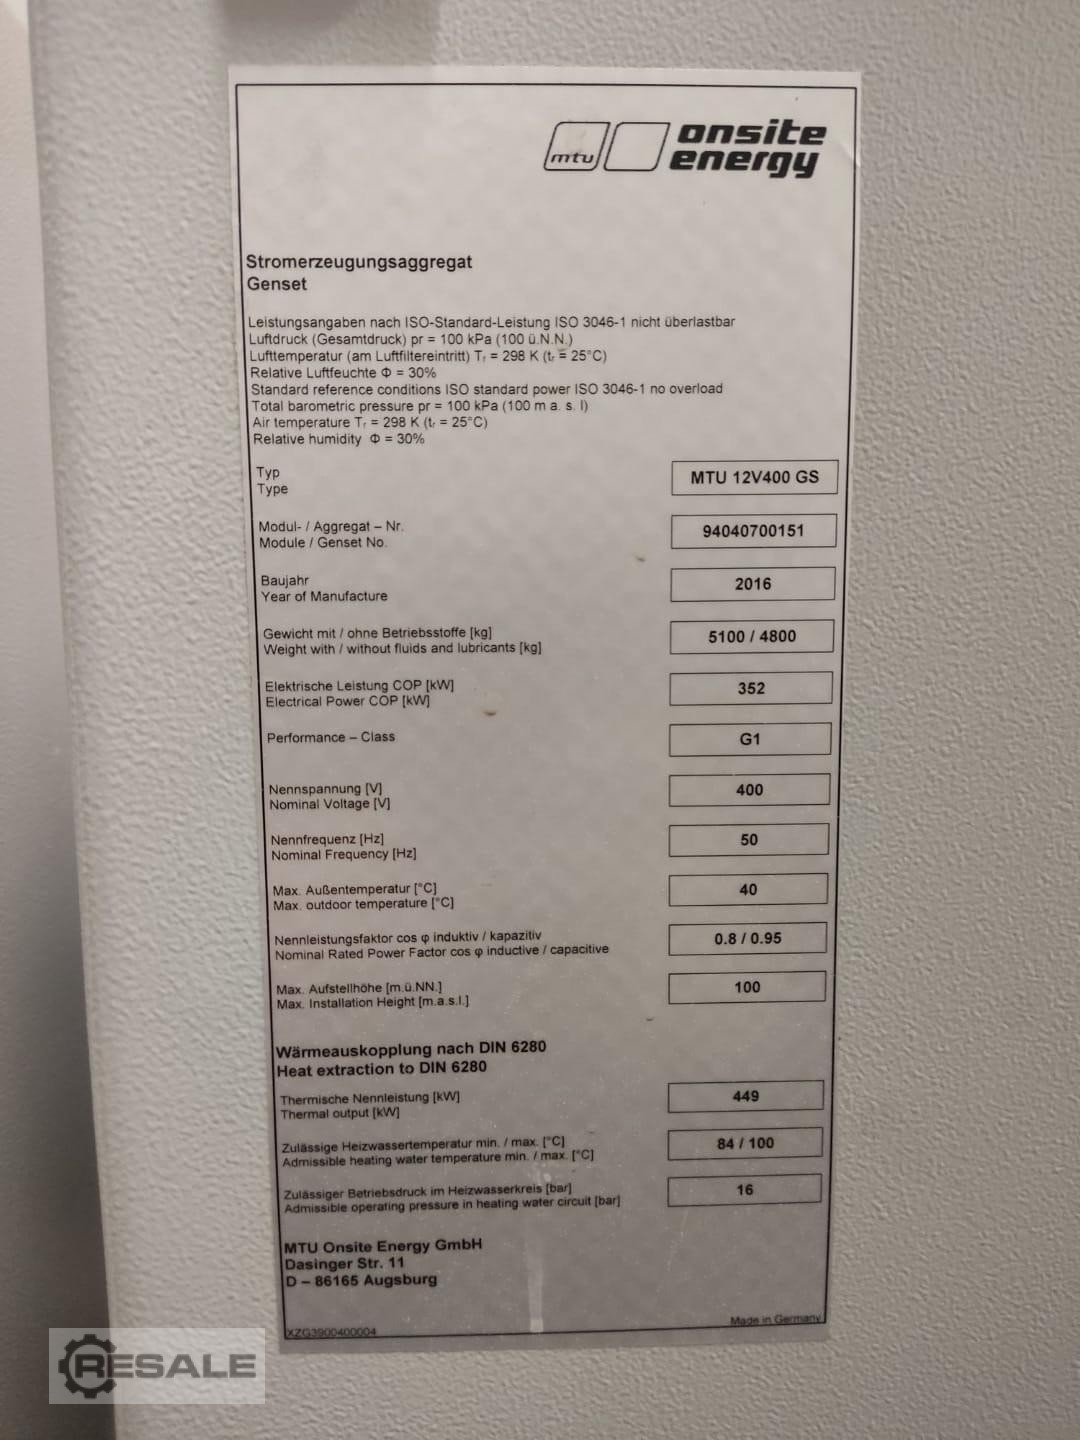 mtu
onsite
energy
Stromerzeugungsaggregat
Genset
Leistungsangaben nach ISO-Standard-Leistung ISO 3046-1 nicht überlastbar
Luftdruck (Gesamtdruck) pr = 100 kPa (100 ü.N.N.)
Lufttemperatur (am Luftfiltereintritt) Tr = 298 K (tr = 25°C)
Relative Luftfeuchte Φ = 30%
Standard reference conditions ISO standard power ISO 3046-1 no overload
Total barometric pressure pr = 100 kPa (100 m a. s. l)
Air temperature Tr = 298 K (tr = 25°C)
Relative humidity Φ = 30%
Typ
Type
MTU 12V400 GS
Modul- / Aggregat – Nr.
Module / Genset No.
94040700151
Baujahr
Year of Manufacture
2016
Gewicht mit / ohne Betriebsstoffe [kg]
Weight with / without fluids and lubricants [kg]
5100 / 4800
Elektrische Leistung COP [kW]
Electrical Power COP [kW]
352
Performance – Class
G1
Nennspannung [V]
Nominal Voltage [V]
400
Nennfrequenz [Hz]
Nominal Frequency [Hz]
50
Max. Außentemperatur [°C]
Max. outdoor temperature [°C]
40
Nennleistungsfaktor cos φ induktiv / kapazitiv
Nominal Rated Power Factor cos φ inductive / capacitive
0.8 / 0.95
Max. Aufstellhöhe [m.ü.NN.]
Max. Installation Height [m.a.s.l.]
100
Wärmeauskopplung nach DIN 6280
Heat extraction to DIN 6280
Thermische Nennleistung [kW]
Thermal output [kW]
449
Zulässige Heizwassertemperatur min. / max. [°C]
Admissible heating water temperature min. / max. [°C]
84 / 100
Zulässiger Betriebsdruck im Heizwasserkreis [bar]
Admissible operating pressure in heating water circuit [bar]
16
MTU Onsite Energy GmbH
Dasinger Str. 11
D – 86165 Augsburg
Made in Germany
XZG3900400004
RESALE